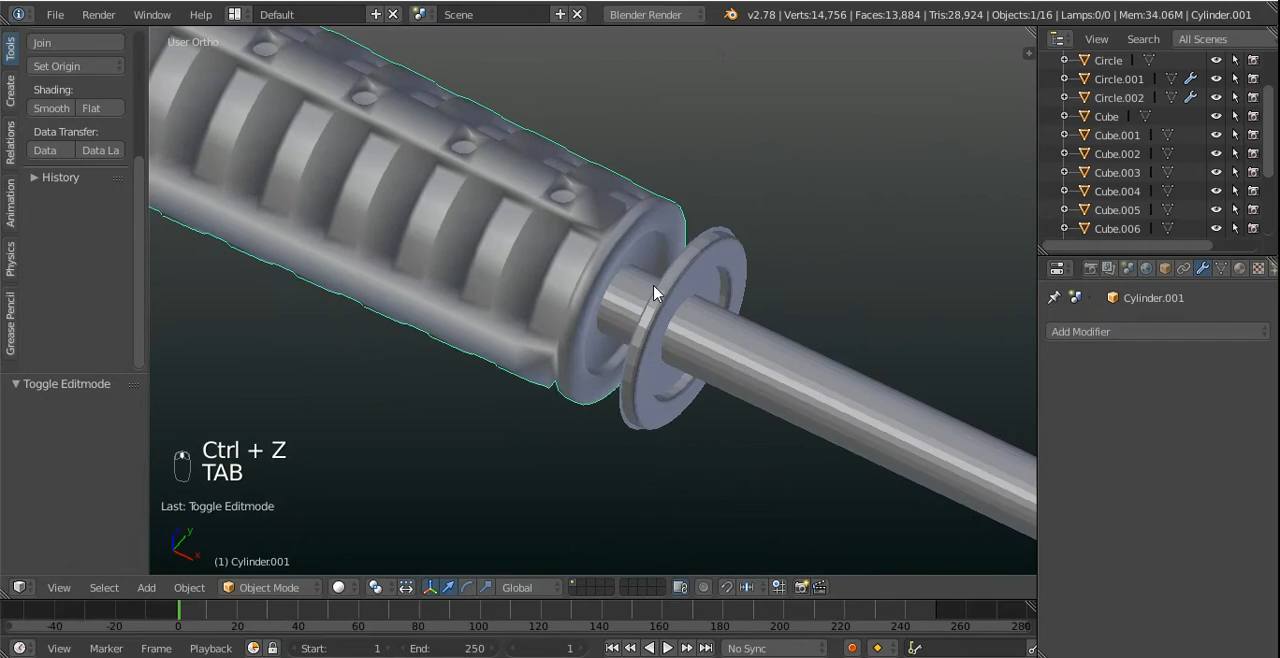 File Render Window Help Default Scene Blender Render v2.78 | Verts:14,756 | Faces:13,884 | Tris:28,924 | Objects:1/16 | Lamps:0/0 | Mem:34.06M | Cylinder.001
Tools
Create
Relations
Animation
Physics
Grease Pencil
Join
Set Origin
Shading:
Smooth Flat
Data Transfer:
Data Data La
History
Toggle Editmode
User Ortho
Ctrl + Z
TAB
Last: Toggle Editmode
z
y
x
(1) Cylinder.001
View Search All Scenes
Circle
Circle.001
Circle.002
Cube
Cube.001
Cube.002
Cube.003
Cube.004
Cube.005
Cube.006
Cylinder.001
Add Modifier
View Select Add Object Object Mode Global
-40 -20 0 20 40 60 80 100 120 140 160 180 200 220 240 260 280
View Marker Frame Playback Start: 1 End: 250 1 No Sync